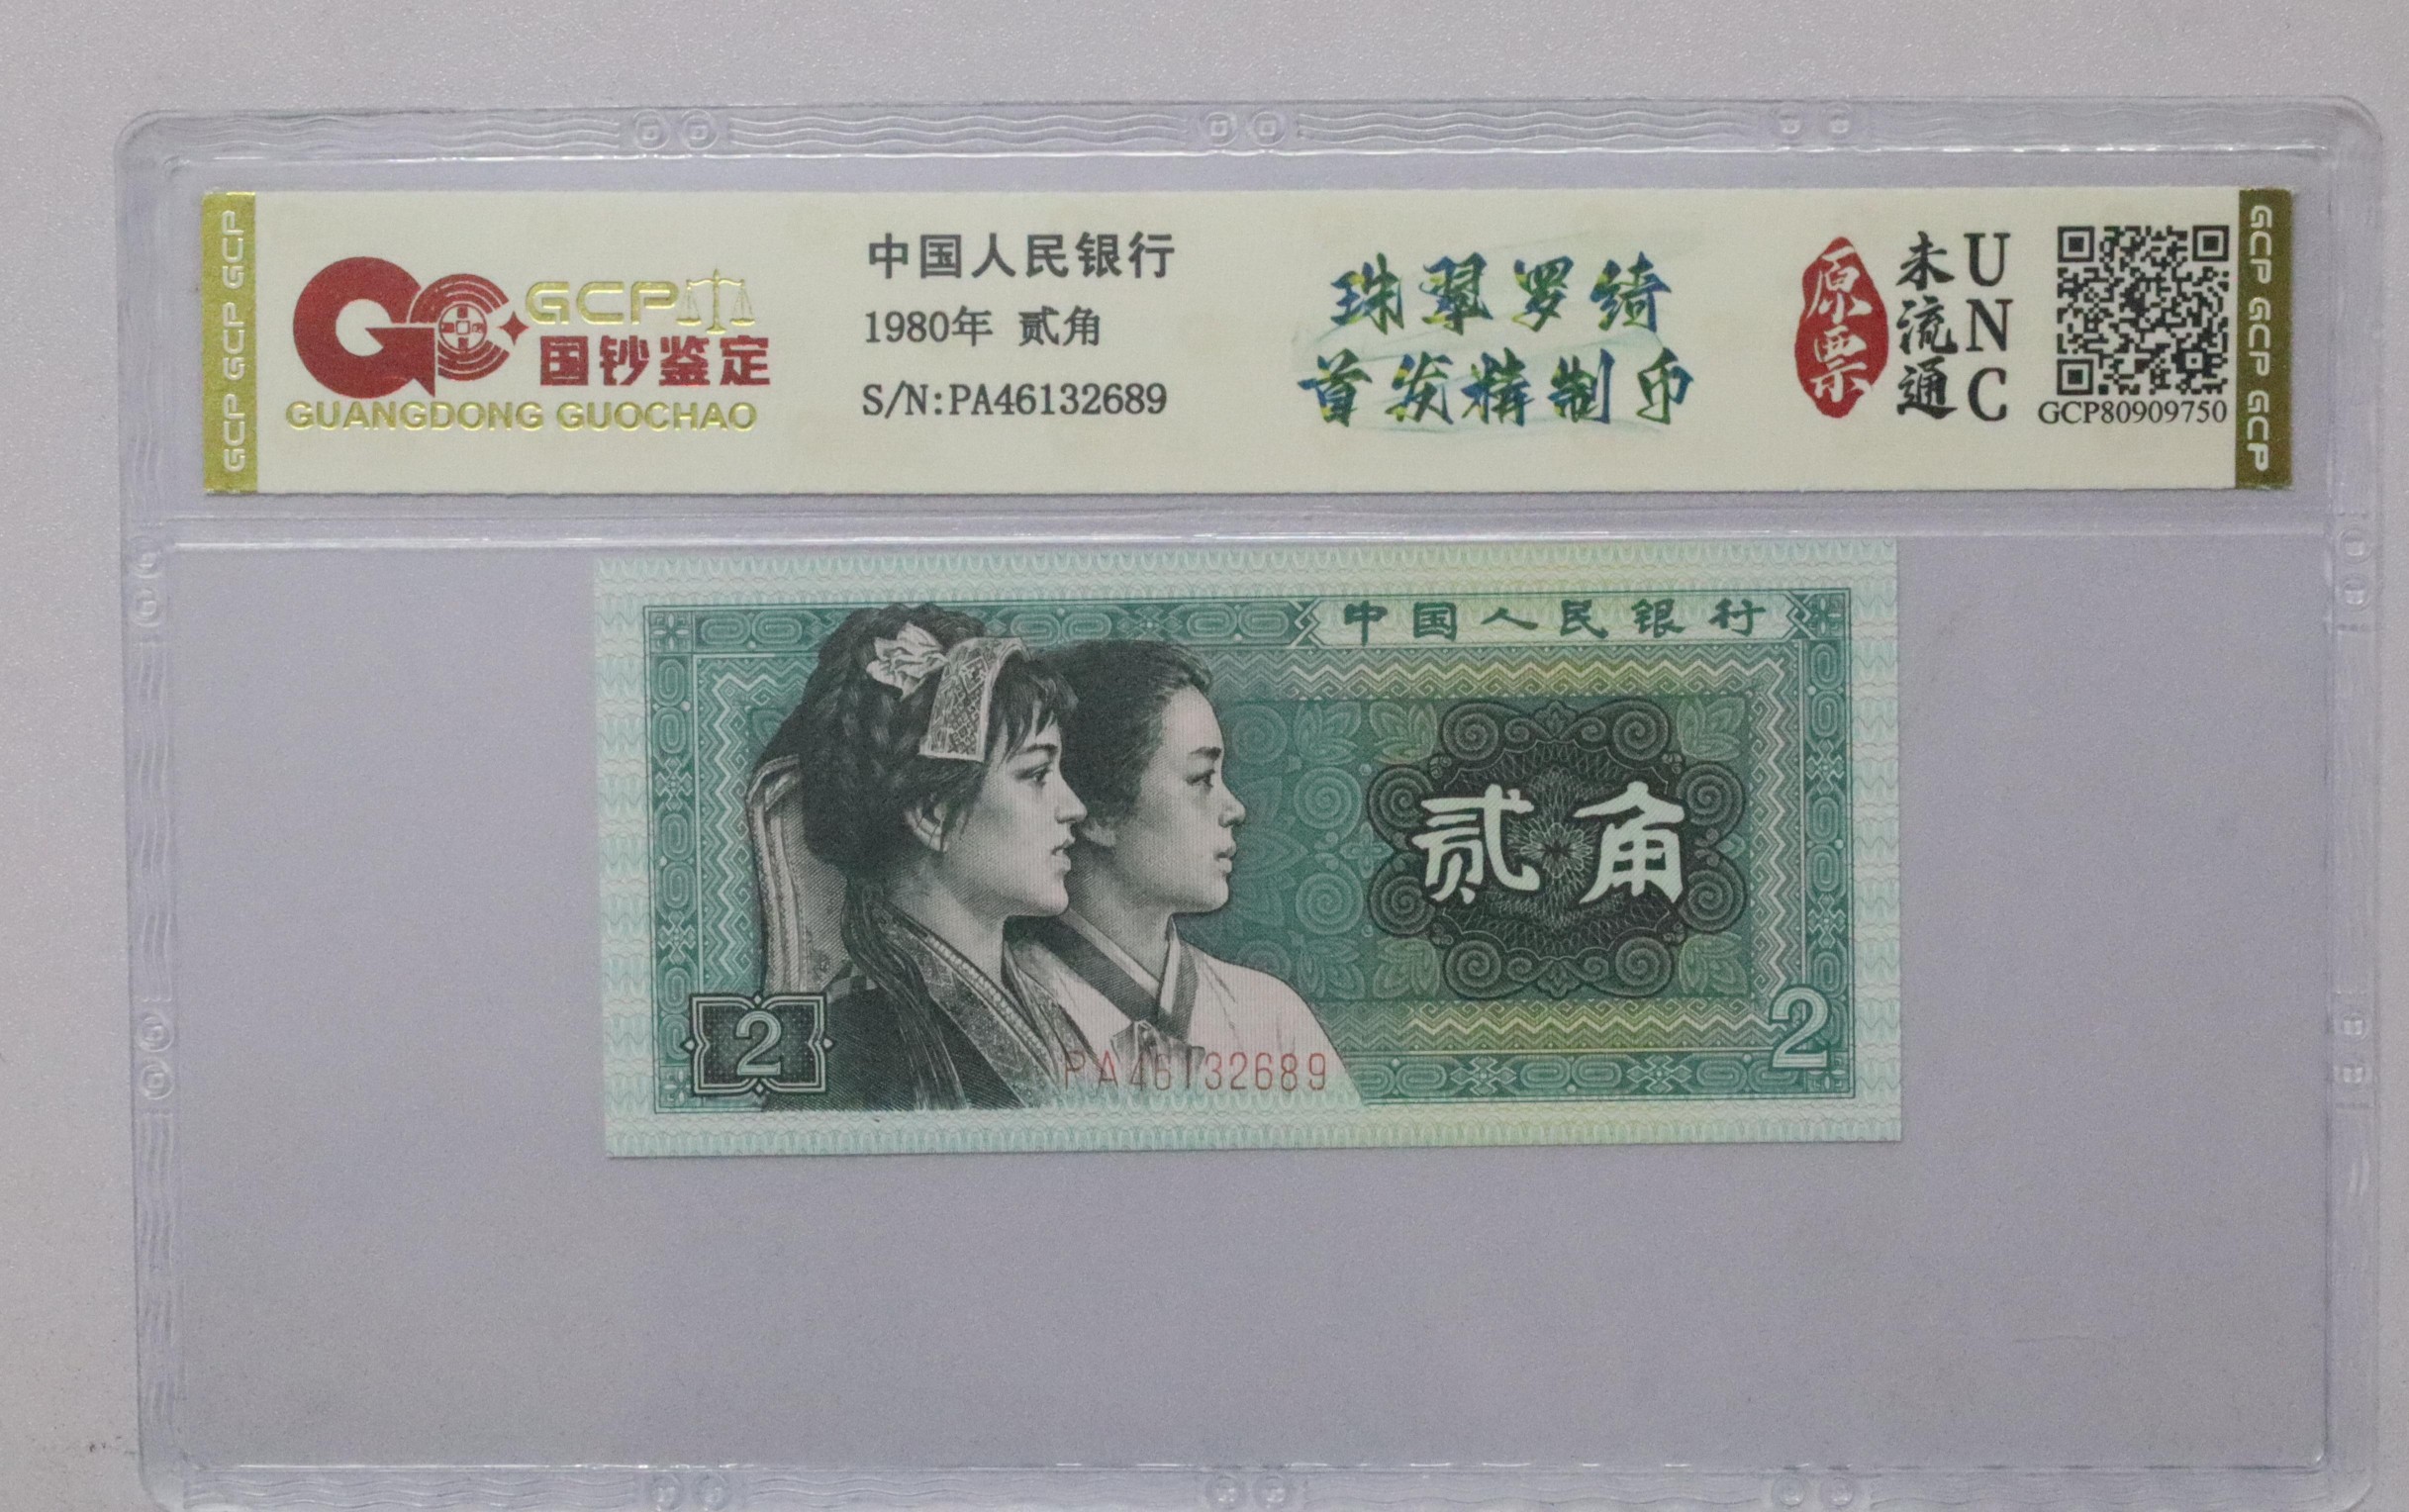 GCP GCP GCP
GCP
国钞鉴定
GUANGDONG GUOCHAO
中国人民银行
1980年 贰角
S/N:PA46132689
珠翠罗绮
首发精制币
原票
未流通
UNC
GCP80909750
GCP GCP GCP
中国人民银行
贰角
2
PA46132689
2